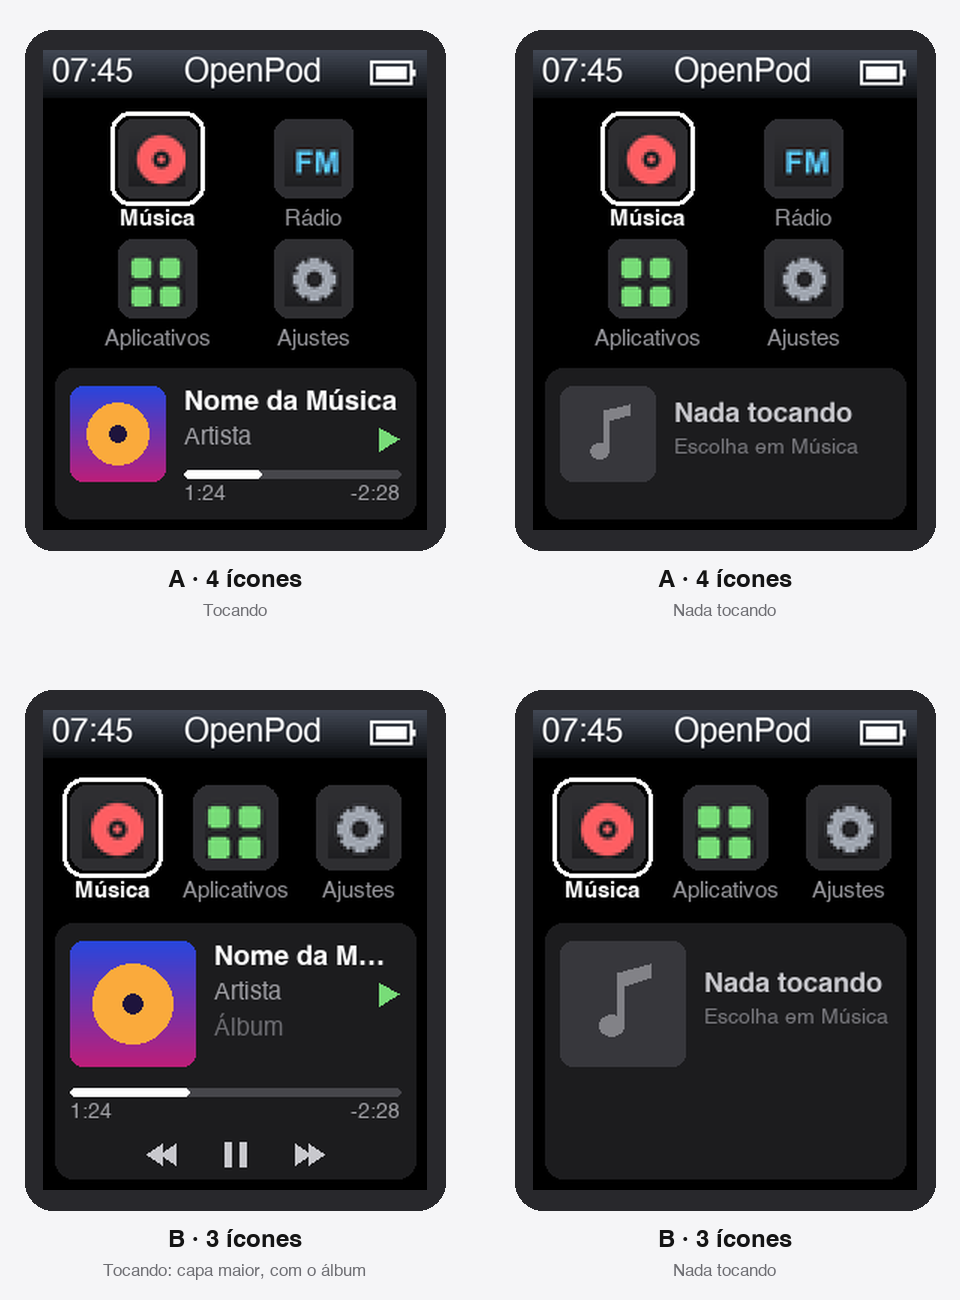 07:45 OpenPod
Música Rádio
FM
Aplicativos Ajustes
Nome da Música
Artista
1:24 -2:28
A · 4 ícones
Tocando
07:45 OpenPod
FM
Música Rádio
Aplicativos Ajustes
Nada tocando
Escolha em Música
A · 4 ícones
Nada tocando
07:45 OpenPod
Música Aplicativos Ajustes
Nome da M...
Artista
Álbum
1:24 -2:28
B · 3 ícones
Tocando: capa maior, com o álbum
07:45 OpenPod
Música Aplicativos Ajustes
Nada tocando
Escolha em Música
B · 3 ícones
Nada tocando